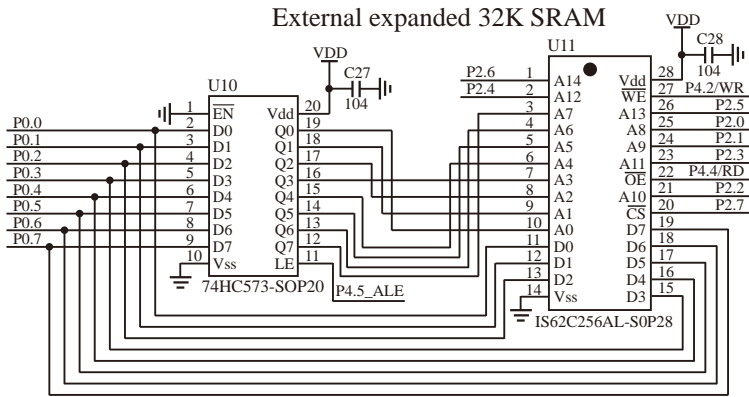 External expanded 32K SRAM
VDD
C27
104
U10
1 EN Vdd 20
P0.0 2 D0 Q0 19
P0.1 3 D1 Q1 18
P0.2 4 D2 Q2 17
P0.3 5 D3 Q3 16
P0.4 6 D4 Q4 15
P0.5 7 D5 Q5 14
P0.6 8 D6 Q6 13
P0.7 9 D7 Q7 12
10 Vss LE 11
P4.5_ALE
74HC573-SOP20
VDD
C28
104
U11
P2.6 1 A14 Vdd 28
P2.4 2 A12 WE 27 P4.2/WR
3 A7 A13 26 P2.5
4 A6 A8 25 P2.0
5 A5 A9 24 P2.1
6 A4 A11 23 P2.3
7 A3 OE 22 P4.4/RD
8 A2 A10 21 P2.2
9 A1 CS 20 P2.7
10 A0 D7 19
11 D0 D6 18
12 D1 D5 17
13 D2 D4 16
14 Vss D3 15
IS62C256AL-S0P28